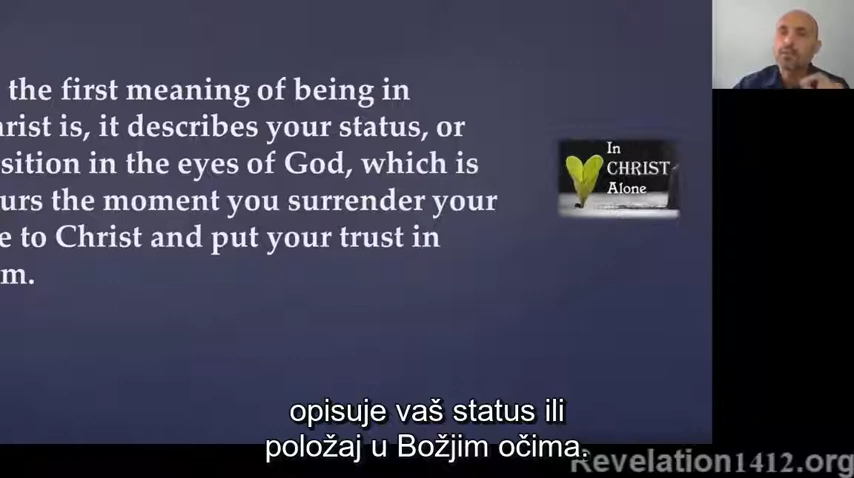 the first meaning of being in
hrist is, it describes your status, or
sition in the eyes of God, which is
urs the moment you surrender your
e to Christ and put your trust in
m.
In
CHRIST
Alone
opisuje vaš status ili
položaj u Božjim očima.
Revelation1412.org